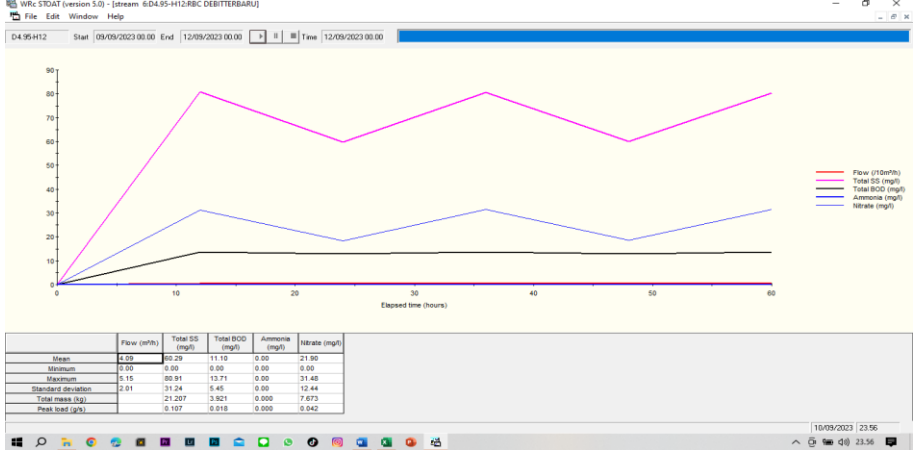 WRc STOAT (version 5.0) - [stream 6:D4.95-H12:RBC DEBITTERBARU]
File Edit Window Help
D4.95-H12 Start 09/09/2023 00.00 End 12/09/2023 00.00 Time 12/09/2023 00.00
90
80
70
60
50
40
30
20
10
0
0 10 20 30 40 50 60
Elapsed time (hours)
Flow (/10m³/h)
Total SS (mg/l)
Total BOD (mg/l)
Ammonia (mg/l)
Nitrate (mg/l)
Flow (m³/h) Total SS (mg/l) Total BOD (mg/l) Ammonia (mg/l) Nitrate (mg/l)
Mean 4.09 60.29 11.10 0.00 21.90
Minimum 0.00 0.00 0.00 0.00 0.00
Maximum 5.15 80.91 13.71 0.00 31.48
Standard deviation 2.01 31.24 5.45 0.00 12.44
Total mass (kg) 21.207 3.921 0.000 7.673
Peak load (g/s) 0.107 0.018 0.000 0.042
10/09/2023 23.56
23.56